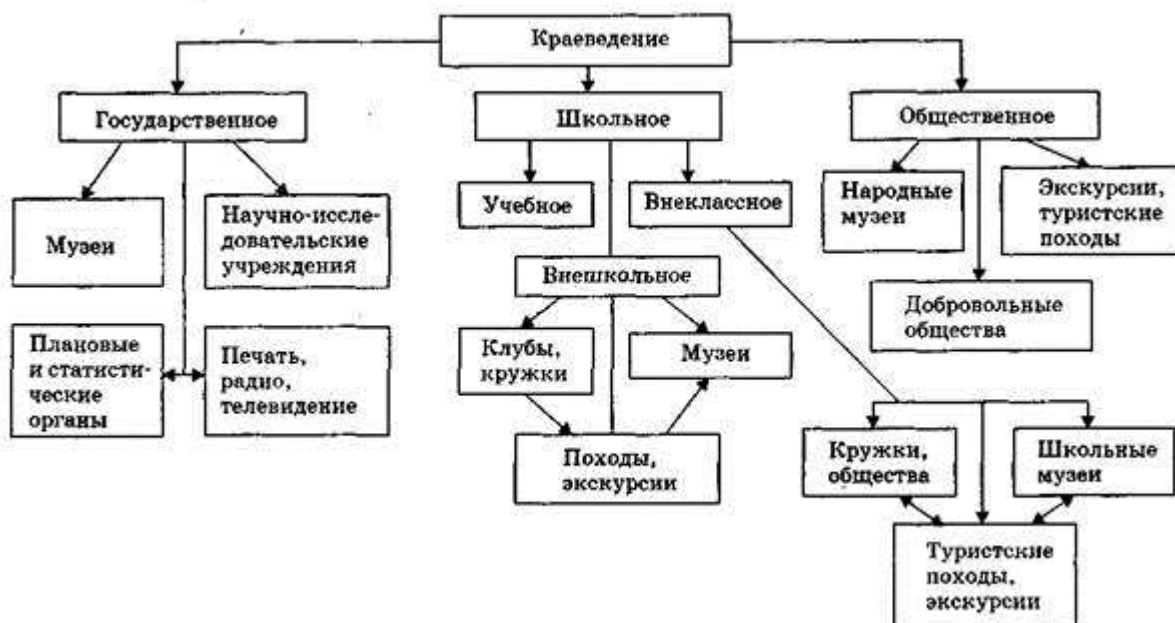 Краеведение
Государственное
Школьное
Общественное
Музеи
Научно-иссле-
довательские
учреждения
Плановые
и статисти-
ческие
органы
Печать,
радио,
телевидение
Учебное
Внеклассное
Внешкольное
Клубы,
кружки
Музеи
Походы,
экскурсии
Народные
музеи
Экскурсии,
туристские
походы
Добровольные
общества
Кружки,
общества
Школьные
музеи
Туристские
походы,
экскурсии